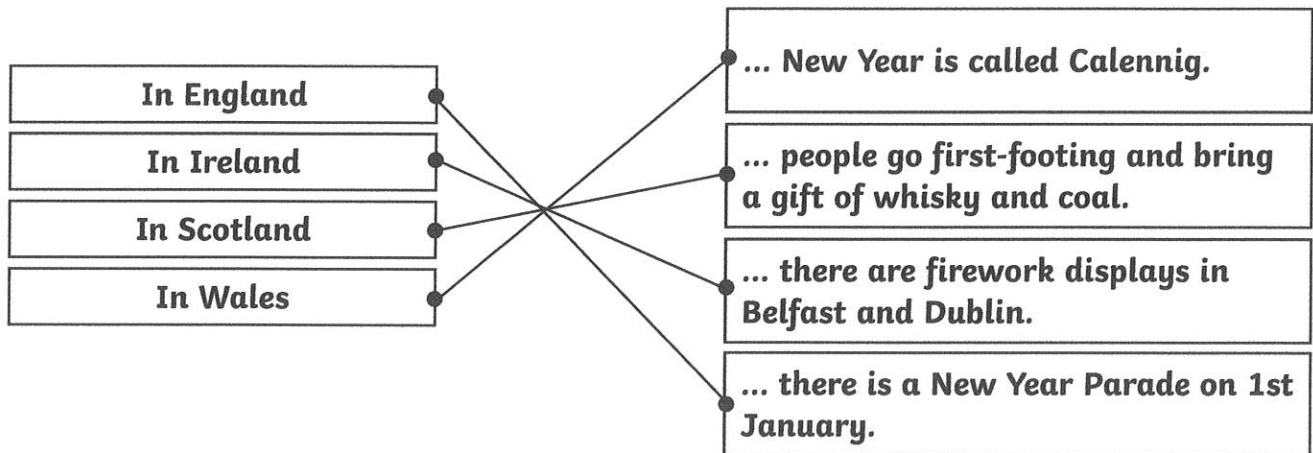 In England
In Ireland
In Scotland
In Wales
... New Year is called Calennig.
... people go first-footing and bring
a gift of whisky and coal.
... there are firework displays in
Belfast and Dublin.
... there is a New Year Parade on 1st
January.